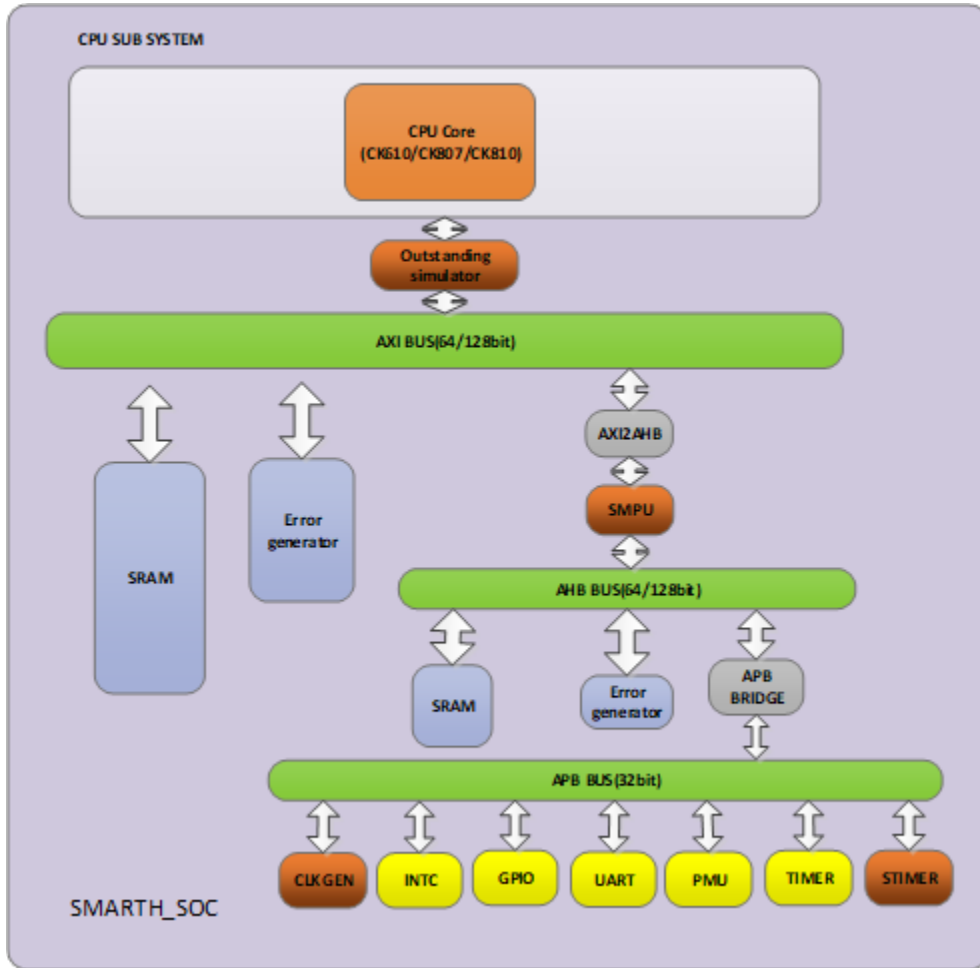 CPU SUB SYSTEM
CPU Core
(CK610/CK807/CK810)
Outstanding
simulator
AXI BUS(64/128bit)
AXI2AHB
SMPU
SRAM
Error
generator
AHB BUS(64/128bit)
SRAM
Error
generator
APB
BRIDGE
APB BUS(32bit)
CLKGEN
INTC
GPIO
UART
PMU
TIMER
STIMER
SMARTH_SOC